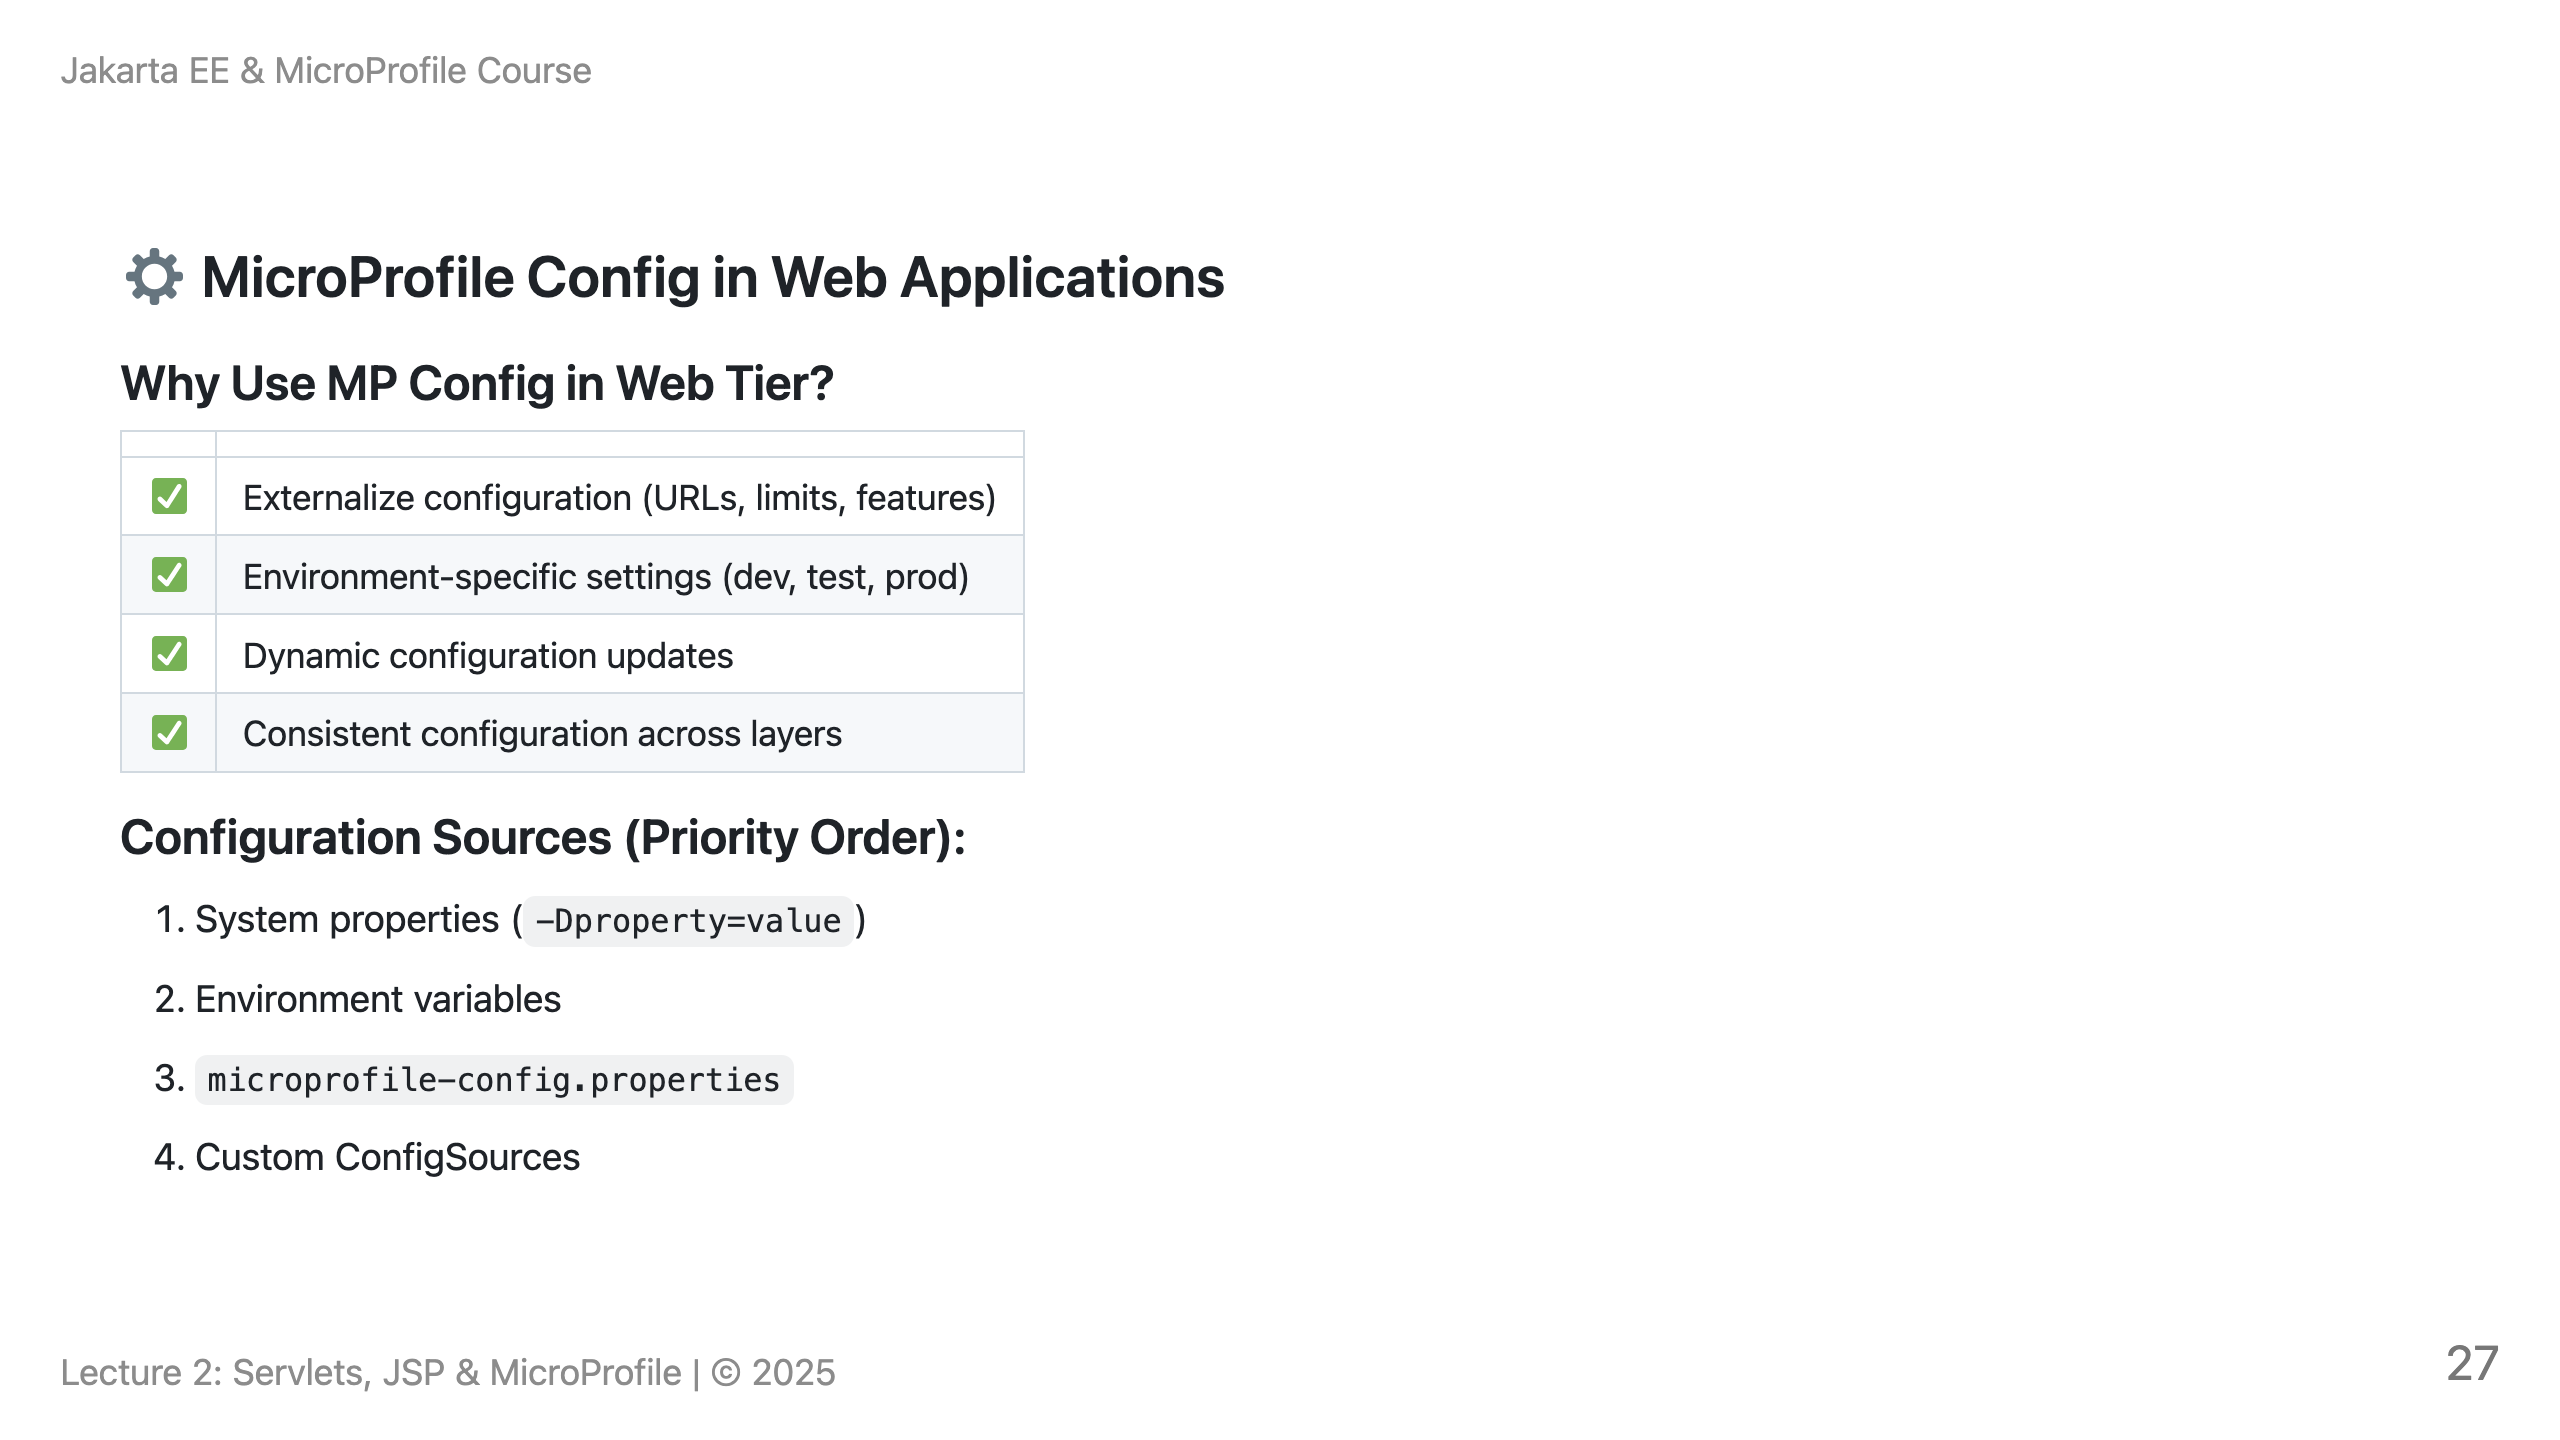 Jakarta EE & MicroProfile Course
⚙️ MicroProfile Config in Web Applications
Why Use MP Config in Web Tier?
✅ Externalize configuration (URLs, limits, features)
✅ Environment-specific settings (dev, test, prod)
✅ Dynamic configuration updates
✅ Consistent configuration across layers
Configuration Sources (Priority Order):
1. System properties (-Dproperty=value)
2. Environment variables
3. microprofile-config.properties
4. Custom ConfigSources
Lecture 2: Servlets, JSP & MicroProfile | © 2025
27